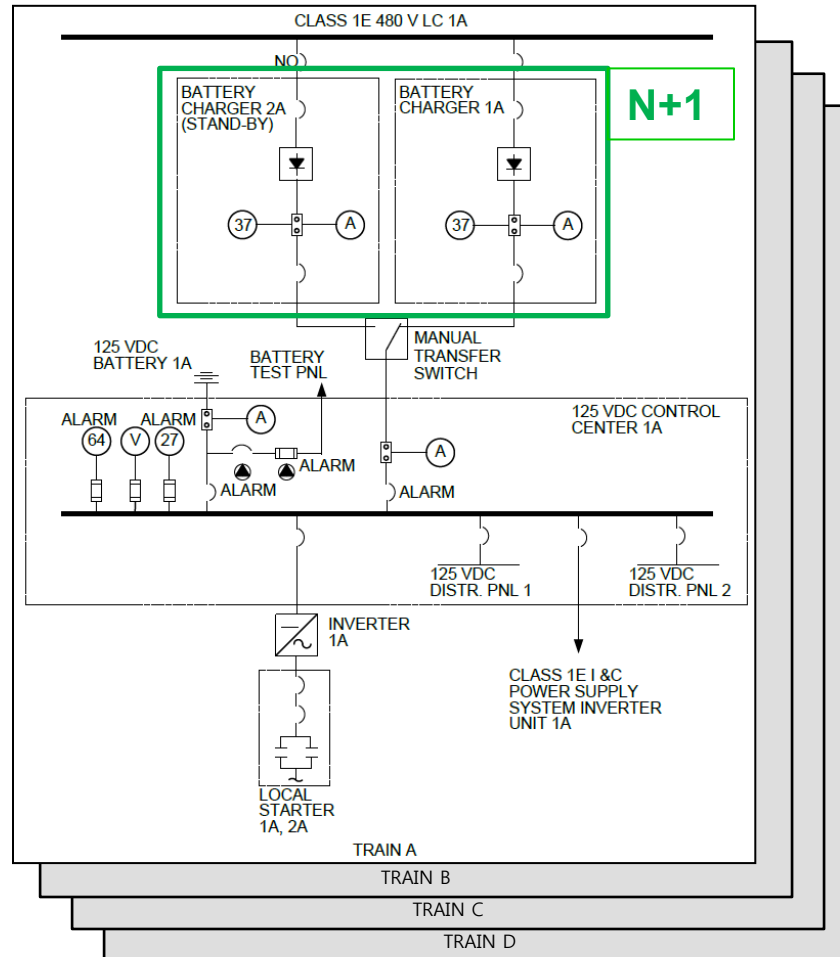 CLASS 1E 480 V LC 1A
NO
BATTERY
CHARGER 2A
(STAND-BY)
BATTERY
CHARGER 1A
N+1
37
A
37
A
125 VDC
BATTERY 1A
BATTERY
TEST PNL
MANUAL
TRANSFER
SWITCH
125 VDC CONTROL
CENTER 1A
ALARM
ALARM
A
64
V
27
A
ALARM
ALARM
ALARM
125 VDC
DISTR. PNL 1
125 VDC
DISTR. PNL 2
INVERTER
1A
CLASS 1E I &C
POWER SUPPLY
SYSTEM INVERTER
UNIT 1A
LOCAL
STARTER
1A, 2A
TRAIN A
TRAIN B
TRAIN C
TRAIN D